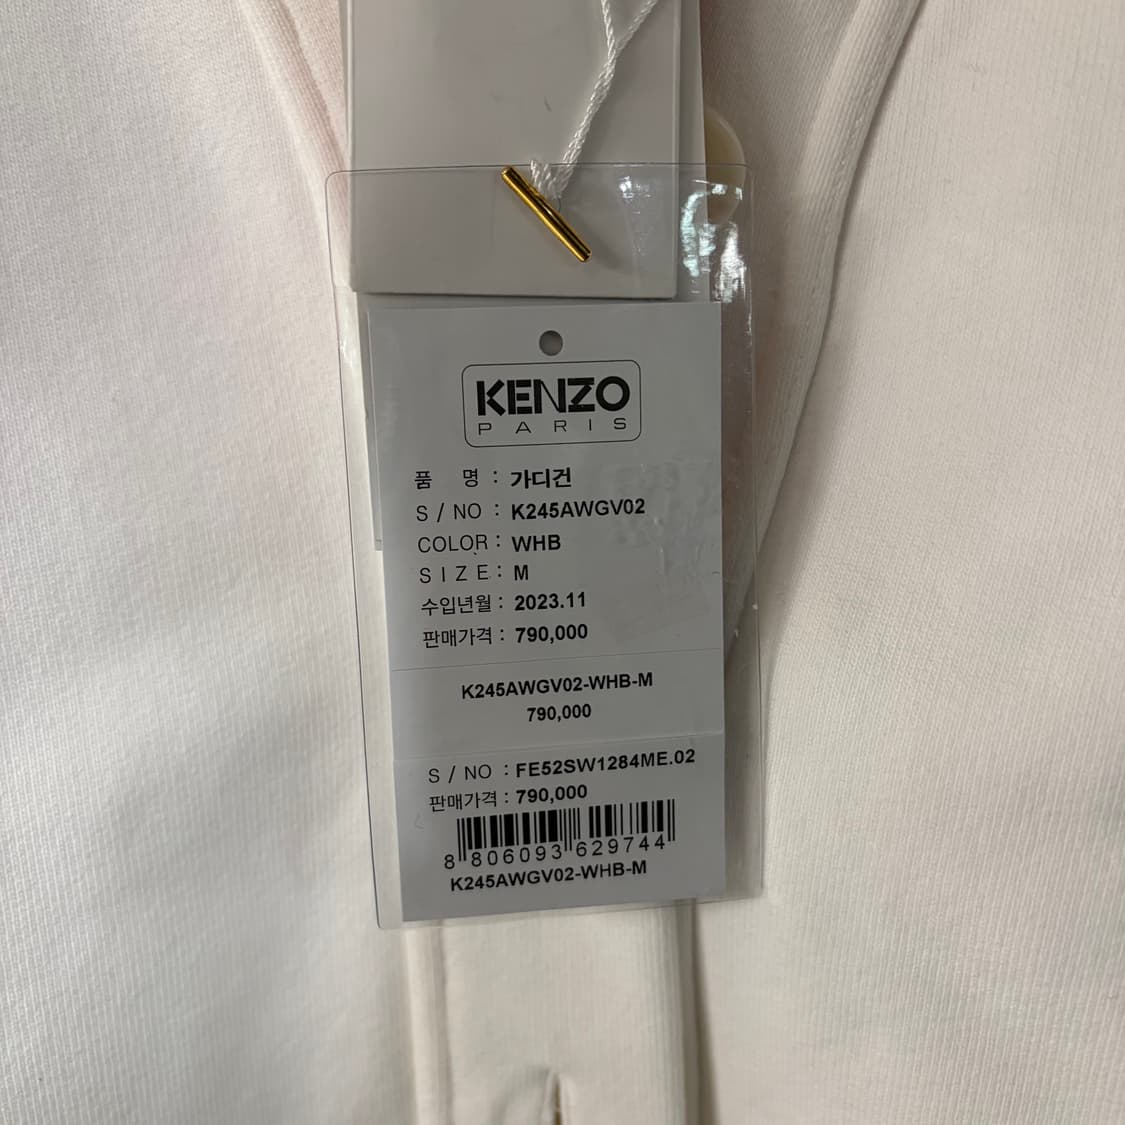 KENZO
PARIS
품 명 : 가디건
S / NO : K245AWGV02
COLOR : WHB
SIZE : M
수입년월 : 2023.11
판매가격 : 790,000
K245AWGV02-WHB-M
790,000
S / NO : FE52SW1284ME.02
판매가격 : 790,000
8 806093 629744
K245AWGV02-WHB-M